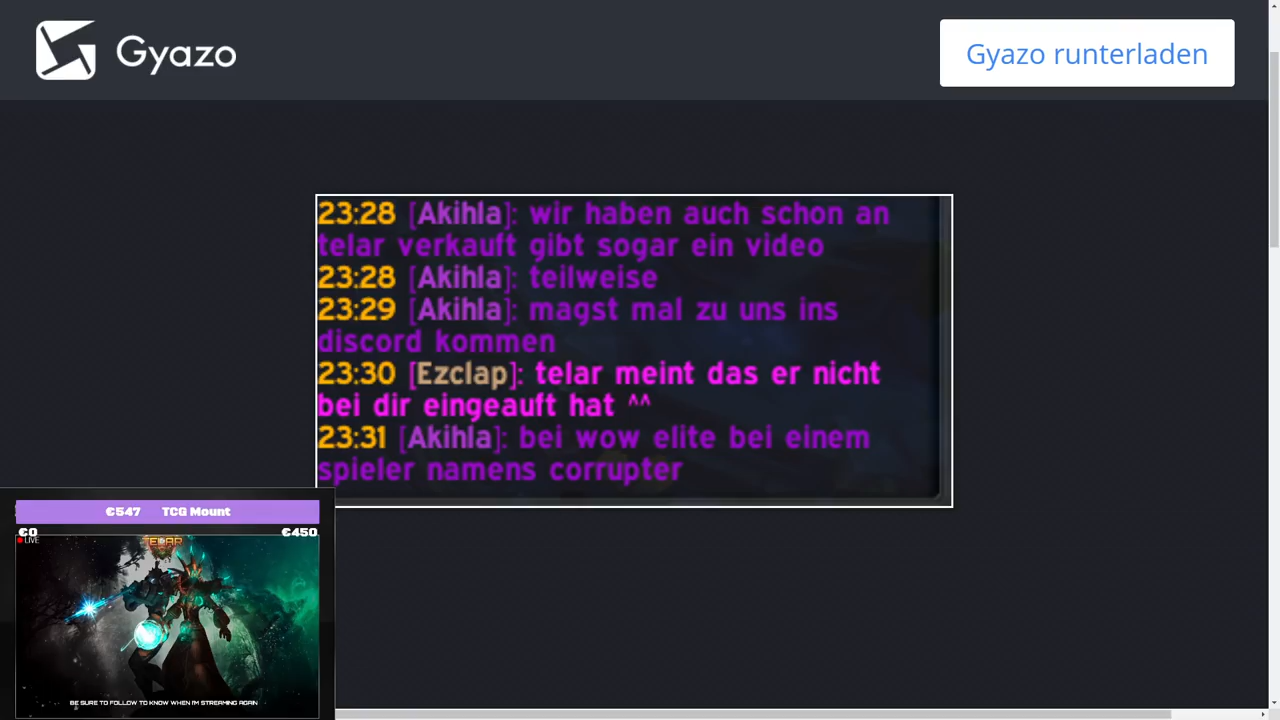 Gyazo
Gyazo runterladen
23:28 [Akihla]: wir haben auch schon an
telar verkauft gibt sogar ein video
23:28 [Akihla]: teilweise
23:29 [Akihla]: magst mal zu uns ins
discord kommen
23:30 [Ezclap]: telar meint das er nicht
bei dir eingeauft hat ^^
23:31 [Akihla]: bei wow elite bei einem
spieler namens corrupter
€547 TCG Mount
€0 €450
LIVE
TELAR
BE SURE TO FOLLOW TO KNOW WHEN I'M STREAMING AGAIN